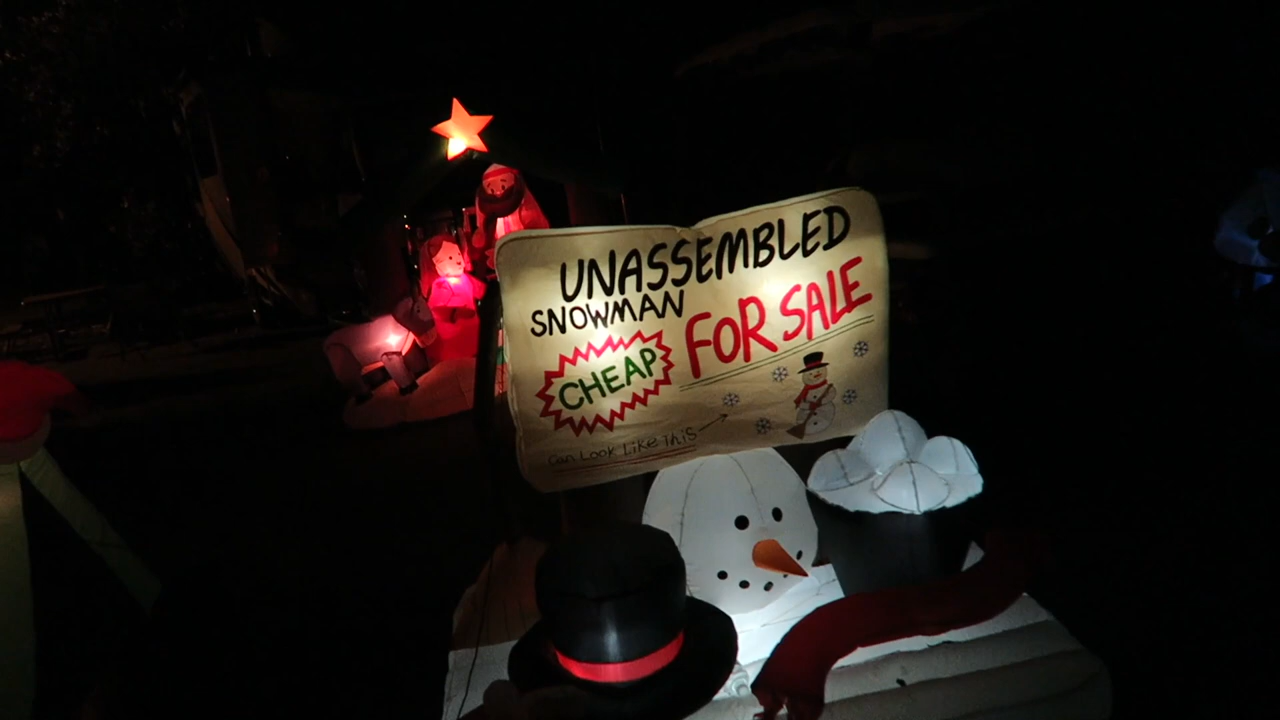 UNASSEMBLED
SNOWMAN
FOR SALE
CHEAP
Can Look Like This